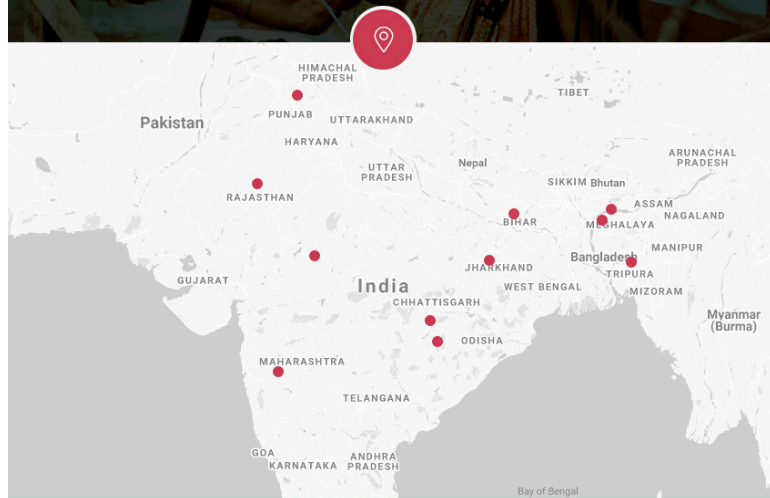 HIMACHAL
PRADESH
TIBET
PUNJAB
UTTARAKHAND
Pakistan
HARYANA
ARUNACHAL
PRADESH
Nepal
UTTAR
PRADESH
SIKKIM
Bhutan
RAJASTHAN
ASSAM
NAGALAND
BIHAR
MEGHALAYA
MANIPUR
Bangladesh
JHARKHAND
TRIPURA
GUJARAT
India
WEST BENGAL
MIZORAM
CHHATTISGARH
Myanmar
(Burma)
ODISHA
MAHARASHTRA
TELANGANA
GOA
KARNATAKA
ANDHRA
PRADESH
Bay of Bengal